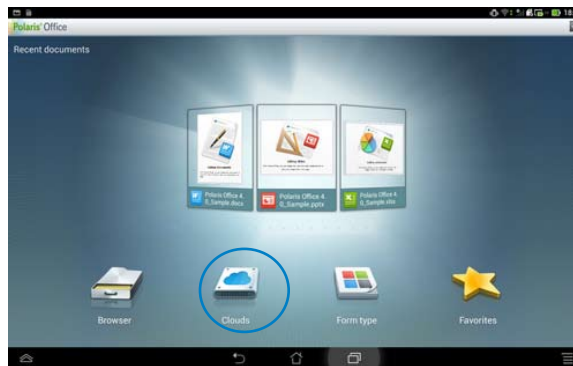 18
Polaris® Office
Recent documents
Polaris Office 4.
0_Sample.docx
Polaris Office 4.
0_Sample.pptx
Polaris Office 4.
0_Sample.xlsx
Browser
Clouds
Form type
Favorites